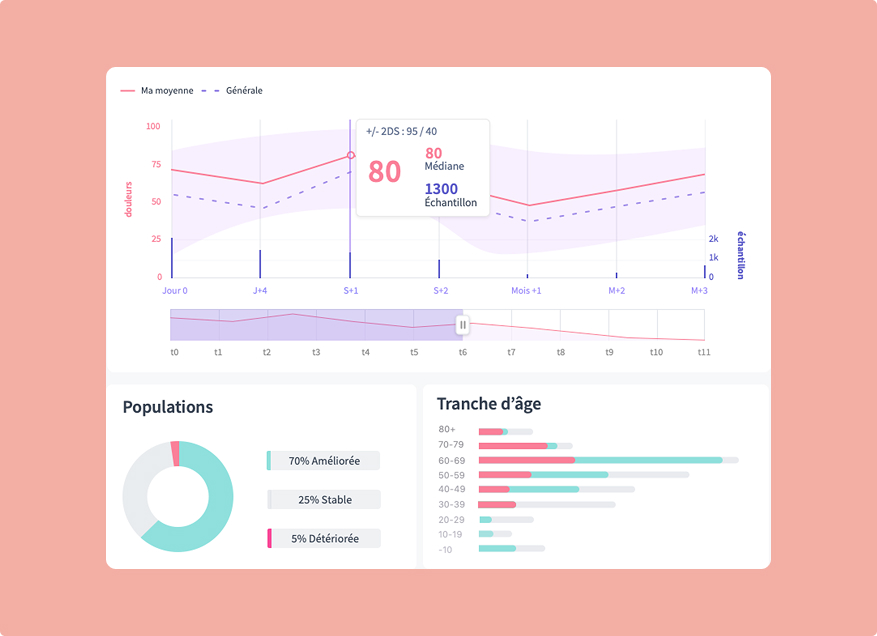 Ma moyenne
Générale
+/- 2DS : 95 / 40
80
80
Médiane
1300
Échantillon
douleurs
100
75
50
25
0
échantillon
2k
1k
0
Jour 0
J+4
S+1
S+2
Mois +1
M+2
M+3
t0
t1
t2
t3
t4
t5
t6
t7
t8
t9
t10
t11
Populations
70% Améliorée
25% Stable
5% Détériorée
Tranche d’âge
80+
70-79
60-69
50-59
40-49
30-39
20-29
10-19
-10